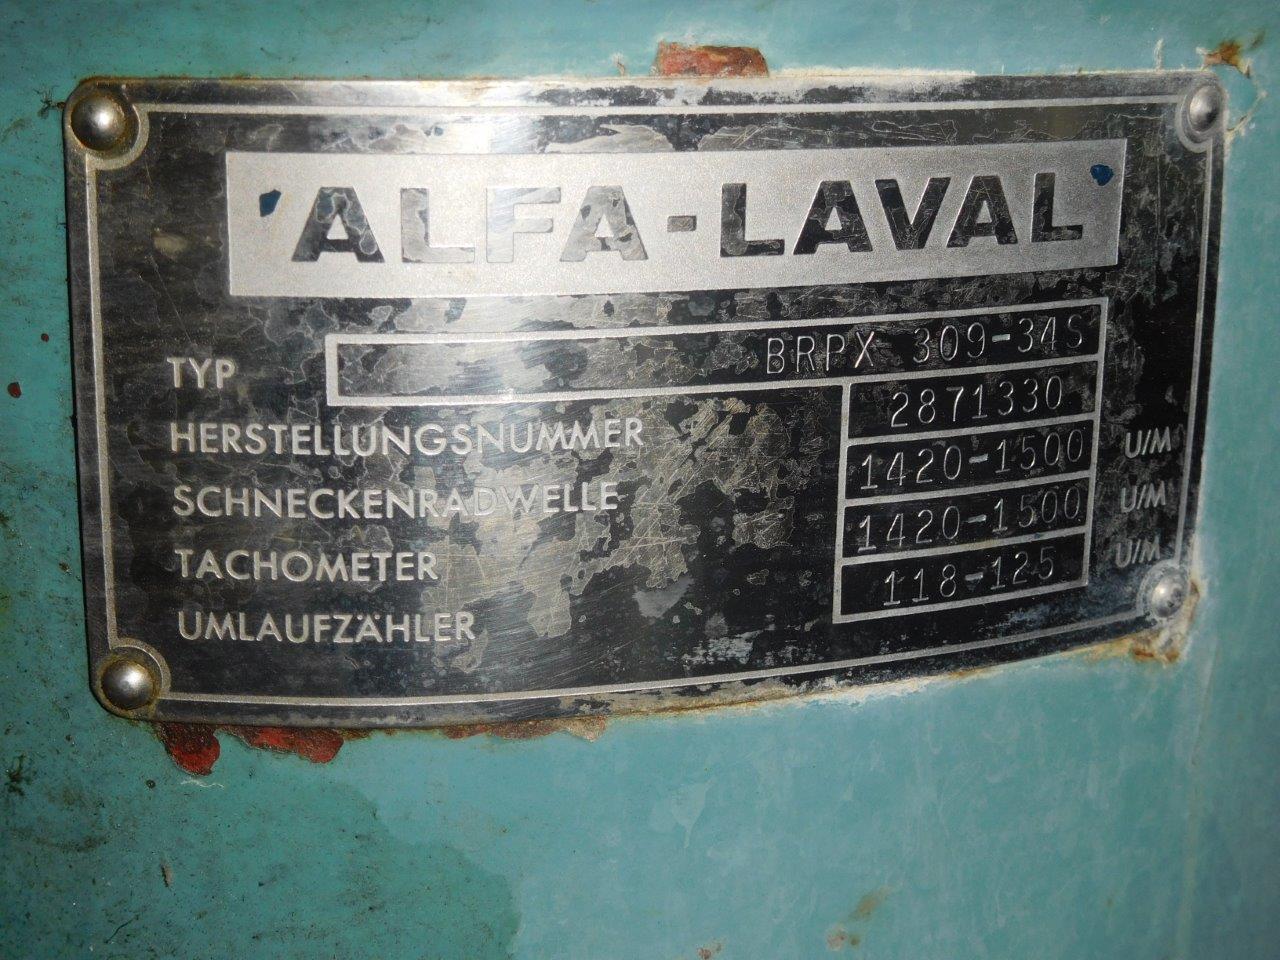 ALFA-LAVAL
TYP BRPX 309-34S
HERSTELLUNGSNUMMER 2871330
SCHNECKENRADWELLE 1420-1500 U/M
TACHOMETER 1420-1500 U/M
UMLAUFZÄHLER 118-125 U/M